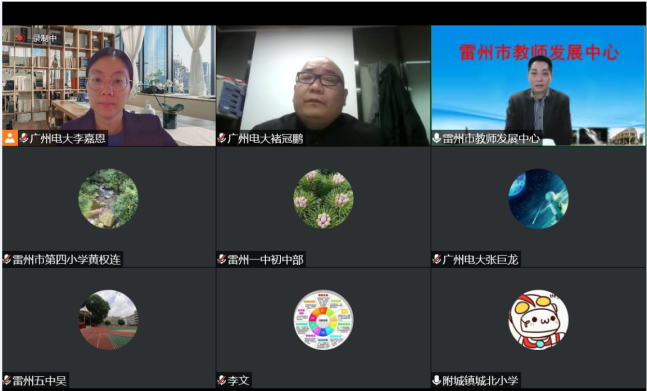 录制中
雷州市教师发展中心
广州电大李嘉恩
广州电大褚冠鹏
雷州市教师发展中心
雷州市第四小学黄权连
雷州一中初中部
广州电大张巨龙
雷州五中吴
李文
附城镇城北小学